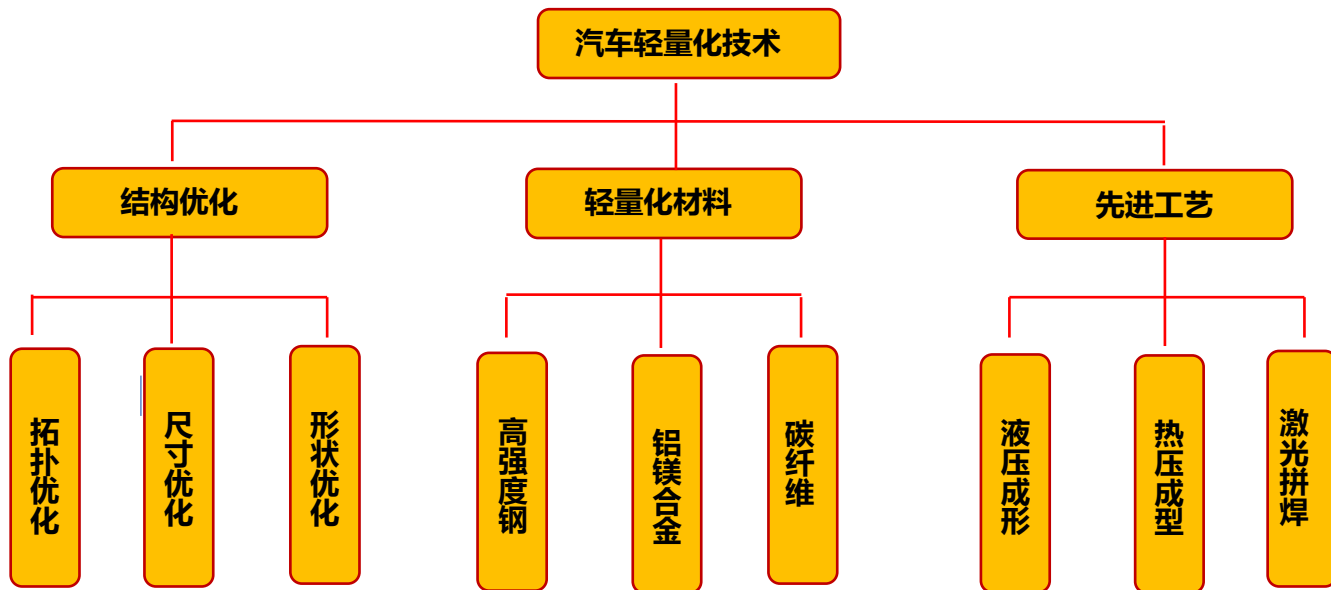 汽车轻量化技术
结构优化
轻量化材料
先进工艺
拓扑优化
尺寸优化
形状优化
高强度钢
铝镁合金
碳纤维
液压成形
热压成型
激光拼焊